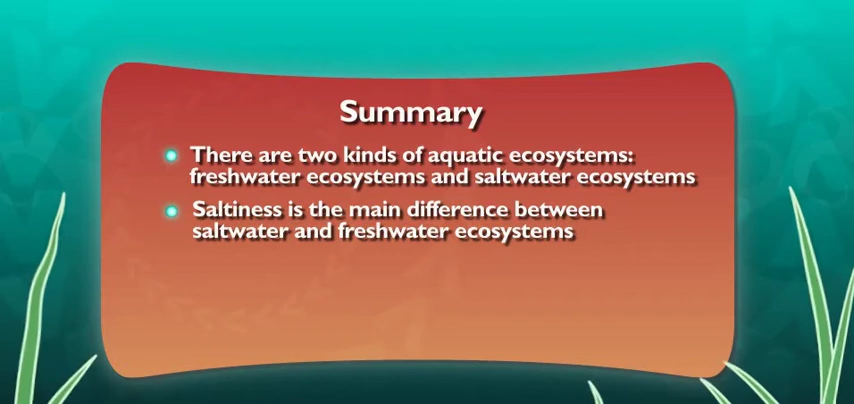 Summary
There are two kinds of aquatic ecosystems:
freshwater ecosystems and saltwater ecosystems
Saltiness is the main difference between
saltwater and freshwater ecosystems